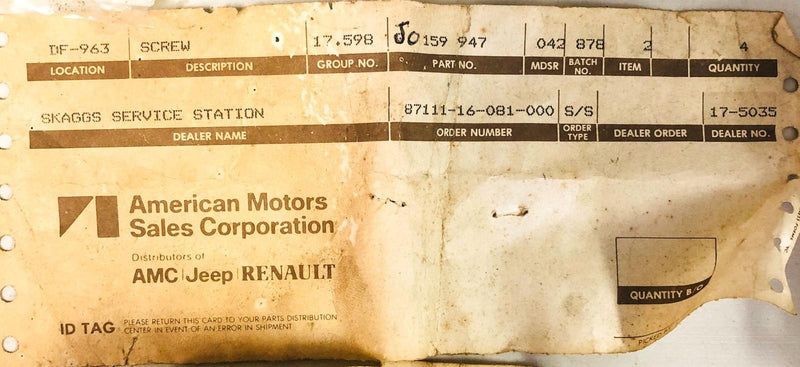 DF-963 SCREW 17.598 J0 159 947 042 878 2 4
LOCATION DESCRIPTION GROUP NO. PART NO. MDSR BATCH NO. ITEM QUANTITY
SKAGGS SERVICE STATION 87111-16-081-000 S/S 17-5035
DEALER NAME ORDER NUMBER ORDER TYPE DEALER ORDER DEALER NO.
American Motors
Sales Corporation
Distributors of
AMC|Jeep|RENAULT
QUANTITY B/O
ID TAG PLEASE RETURN THIS CARD TO YOUR PARTS DISTRIBUTION
CENTER IN EVENT OF AN ERROR IN SHIPMENT
PICKED